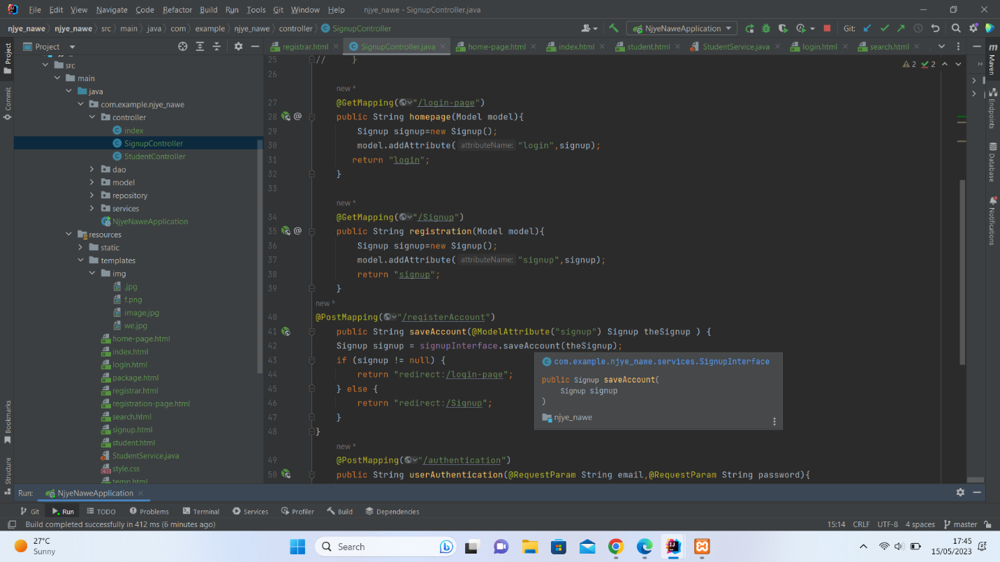 File Edit View Navigate Code Refactor Build Run Tools Git Window Help njye_nawe - SignupController.java
njye_nawe njye_nawe src main java com example njye_nawe controller SignupController NjyeNaweApplication Git:
Project registrar.html SignupController.java home-page.html index.html student.html StudentService.java login.html search.html
Project
Commit
Bookmarks
Structure
src
main
java
com.example.njye_nawe
controller
index
SignupController
StudentController
dao
model
repository
services
NjyeNaweApplication
resources
static
templates
img
.jpg
f.png
image.jpg
we.jpg
home-page.html
index.html
login.html
package.html
registrar.html
registration-page.html
search.html
signup.html
student.html
StudentService.java
style.css
temp.html
2 2
25 // }
26
new *
27 @GetMapping("/login-page")
28 @ public String homepage(Model model){
29 Signup signup=new Signup();
30 model.addAttribute( attributeName: "login",signup);
31 return "login";
32 }
33
new *
34 @GetMapping("/Signup")
35 @ public String registration(Model model){
36 Signup signup=new Signup();
37 model.addAttribute( attributeName: "signup",signup);
38 return "signup";
39 }
new *
40 @PostMapping("/registerAccount")
41 public String saveAccount(@ModelAttribute("signup") Signup theSignup ) {
42 Signup signup = signupInterface.saveAccount(theSignup);
43 if (signup != null) {
44 return "redirect:/login-page";
45 } else {
46 return "redirect:/Signup";
47 }
48 }
new *
49 @PostMapping("/authentication")
50 public String userAuthentication(@RequestParam String email,@RequestParam String password){
com.example.njye_nawe.services.SignupInterface
public Signup saveAccount(
Signup signup
)
njye_nawe
Maven
Endpoints
Database
Notifications
Run: NjyeNaweApplication
Git Run TODO Problems Terminal Services Profiler Build Dependencies
Build completed successfully in 412 ms (6 minutes ago) 15:14 CRLF UTF-8 4 spaces master
27°C
Sunny
Search
17:45
15/05/2023